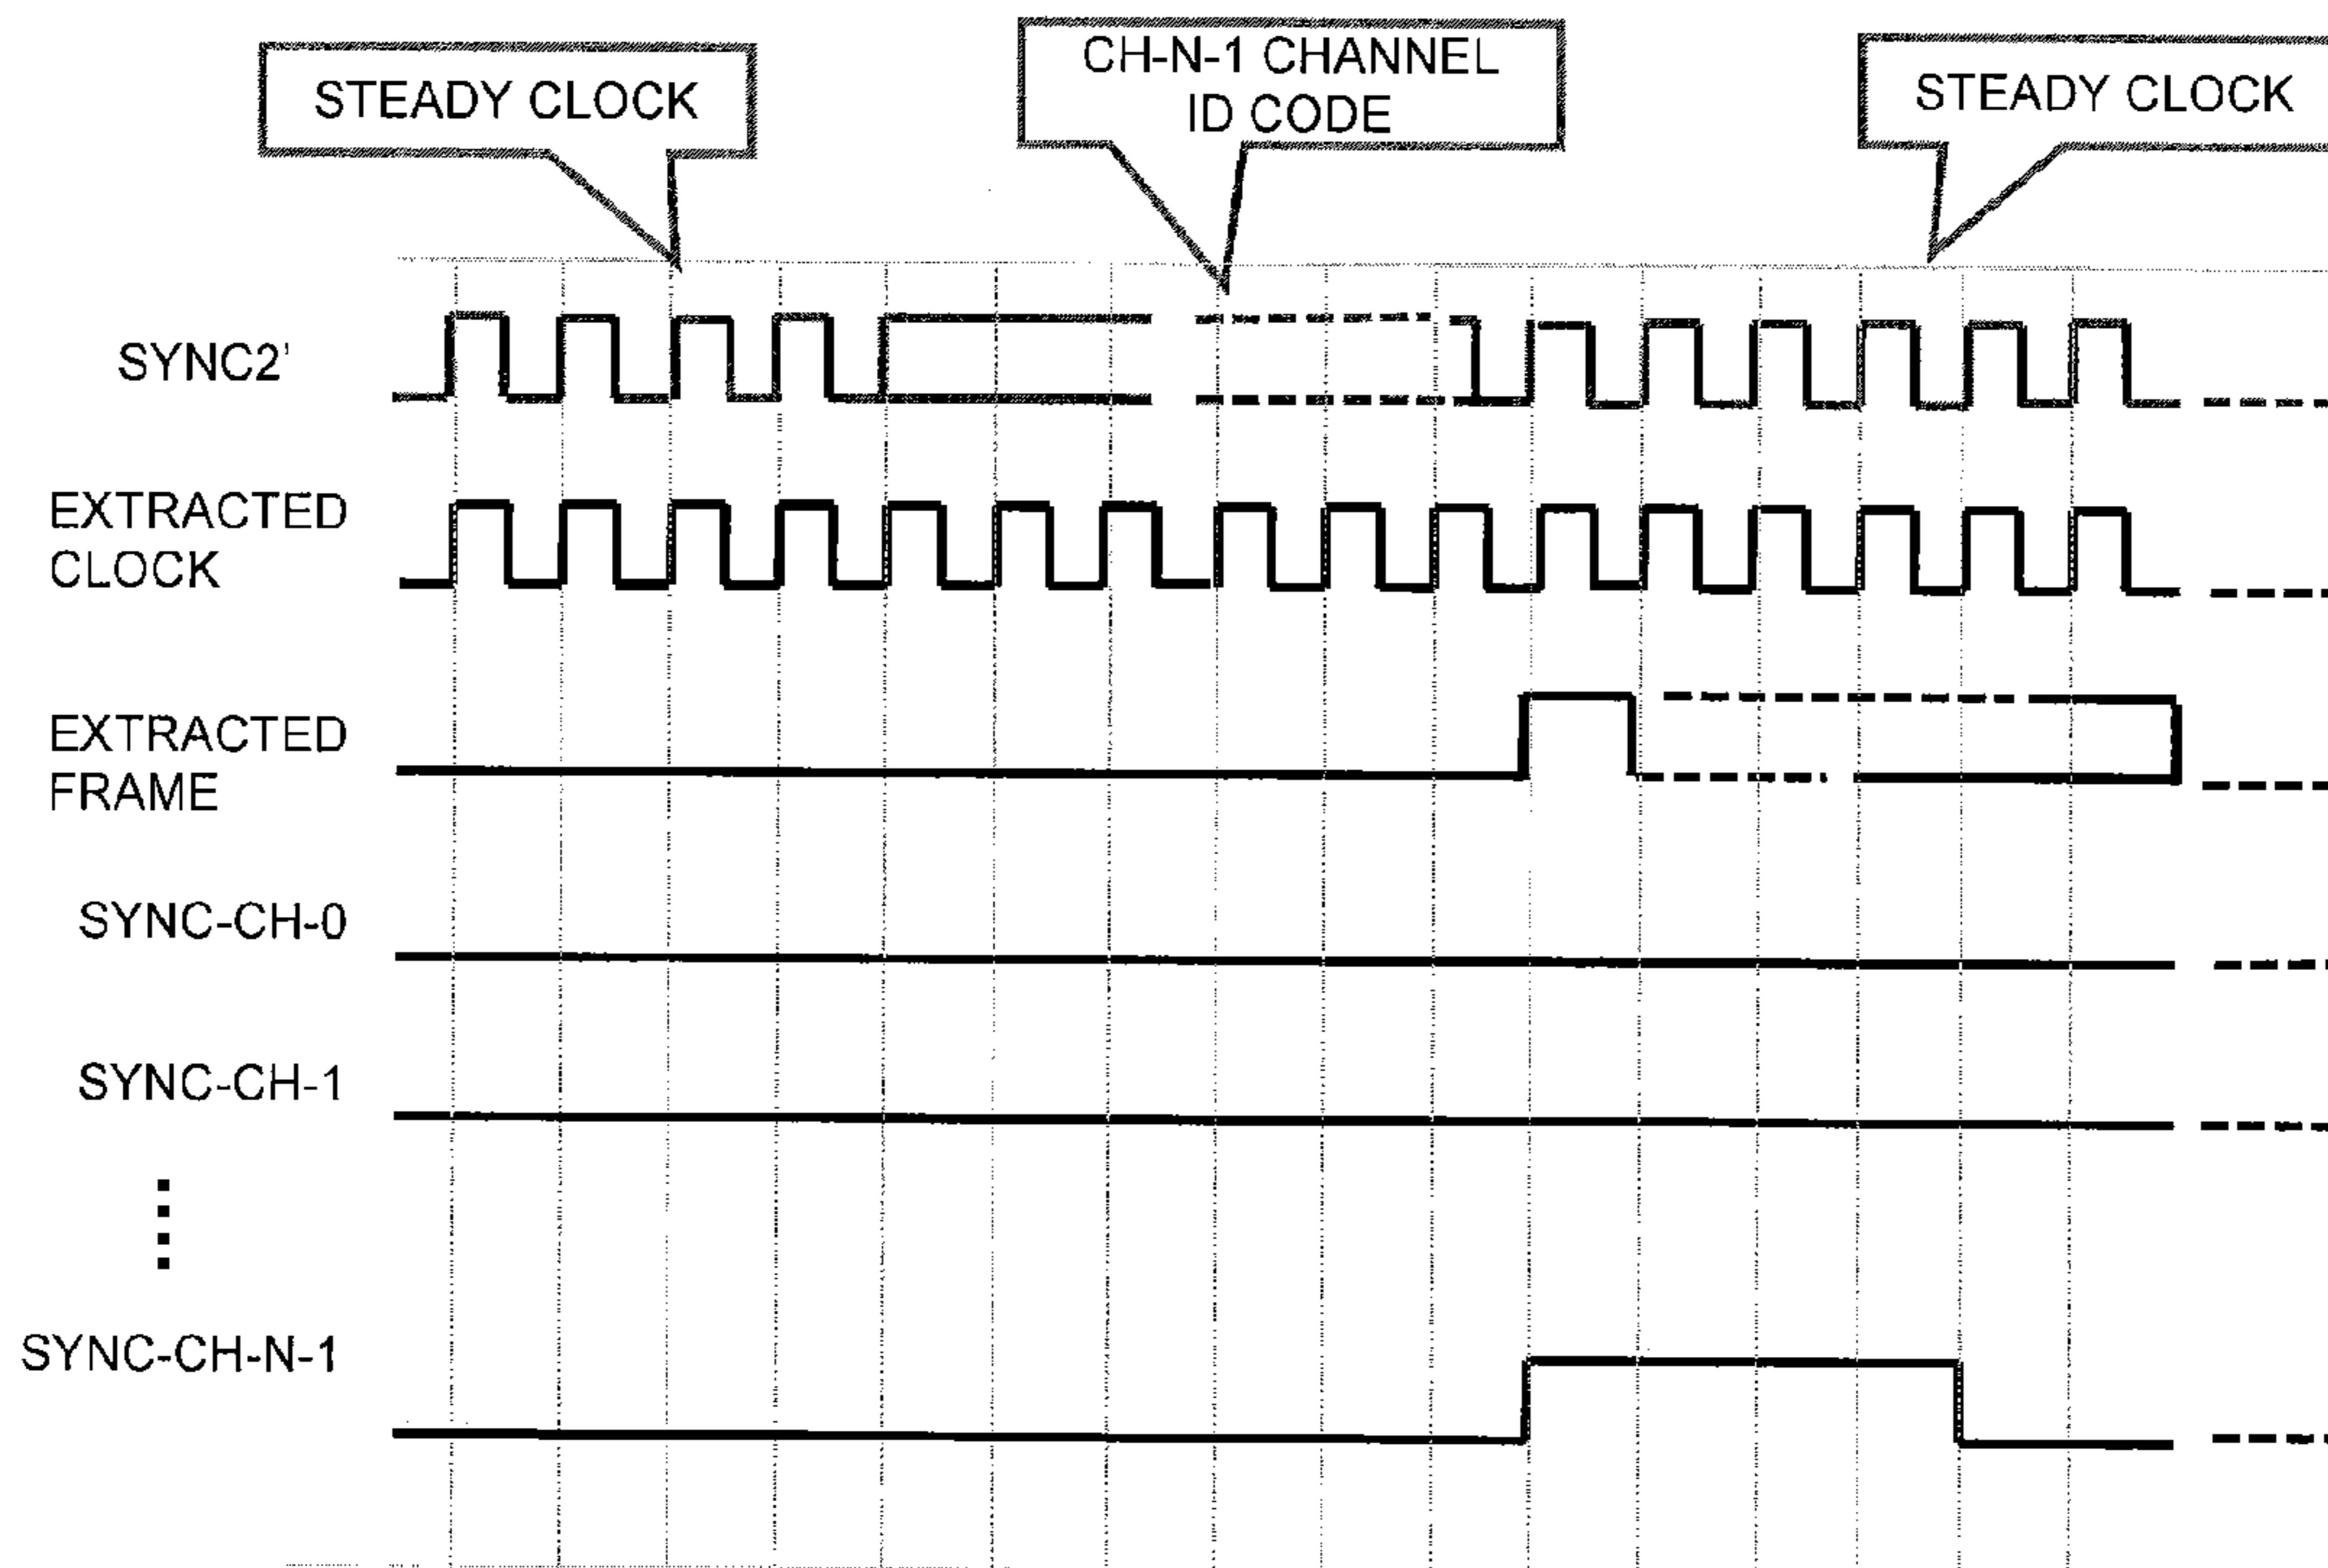 STEADY CLOCK
CH-N-1 CHANNEL
ID CODE
STEADY CLOCK
SYNC2'
EXTRACTED
CLOCK
EXTRACTED
FRAME
SYNC-CH-0
SYNC-CH-1
SYNC-CH-N-1